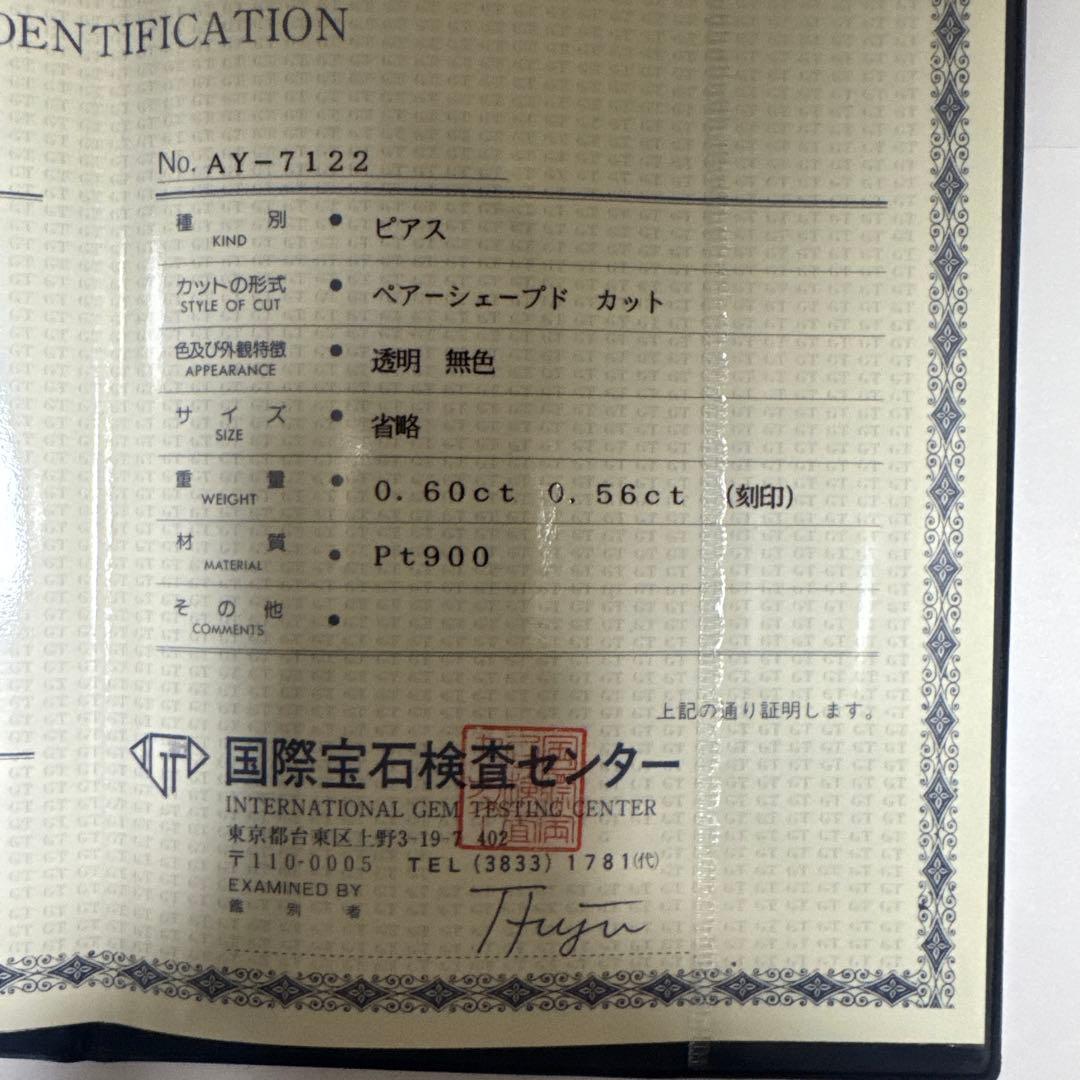 DENTIFICATION
No. AY-7122
種別 ピアス
KIND
カットの形式 ペアーシェープド カット
STYLE OF CUT
色及び外観特徴 透明 無色
APPEARANCE
サイズ 省略
SIZE
重量 0.60ct 0.56ct (刻印)
WEIGHT
材質 Pt900
MATERIAL
その他
COMMENTS
上記の通り証明します。
国際宝石検査センター
INTERNATIONAL GEM TESTING CENTER
東京都台東区上野3-19-7 402
〒110-0005 TEL (3833) 1781(代)
EXAMINED BY
鑑別者